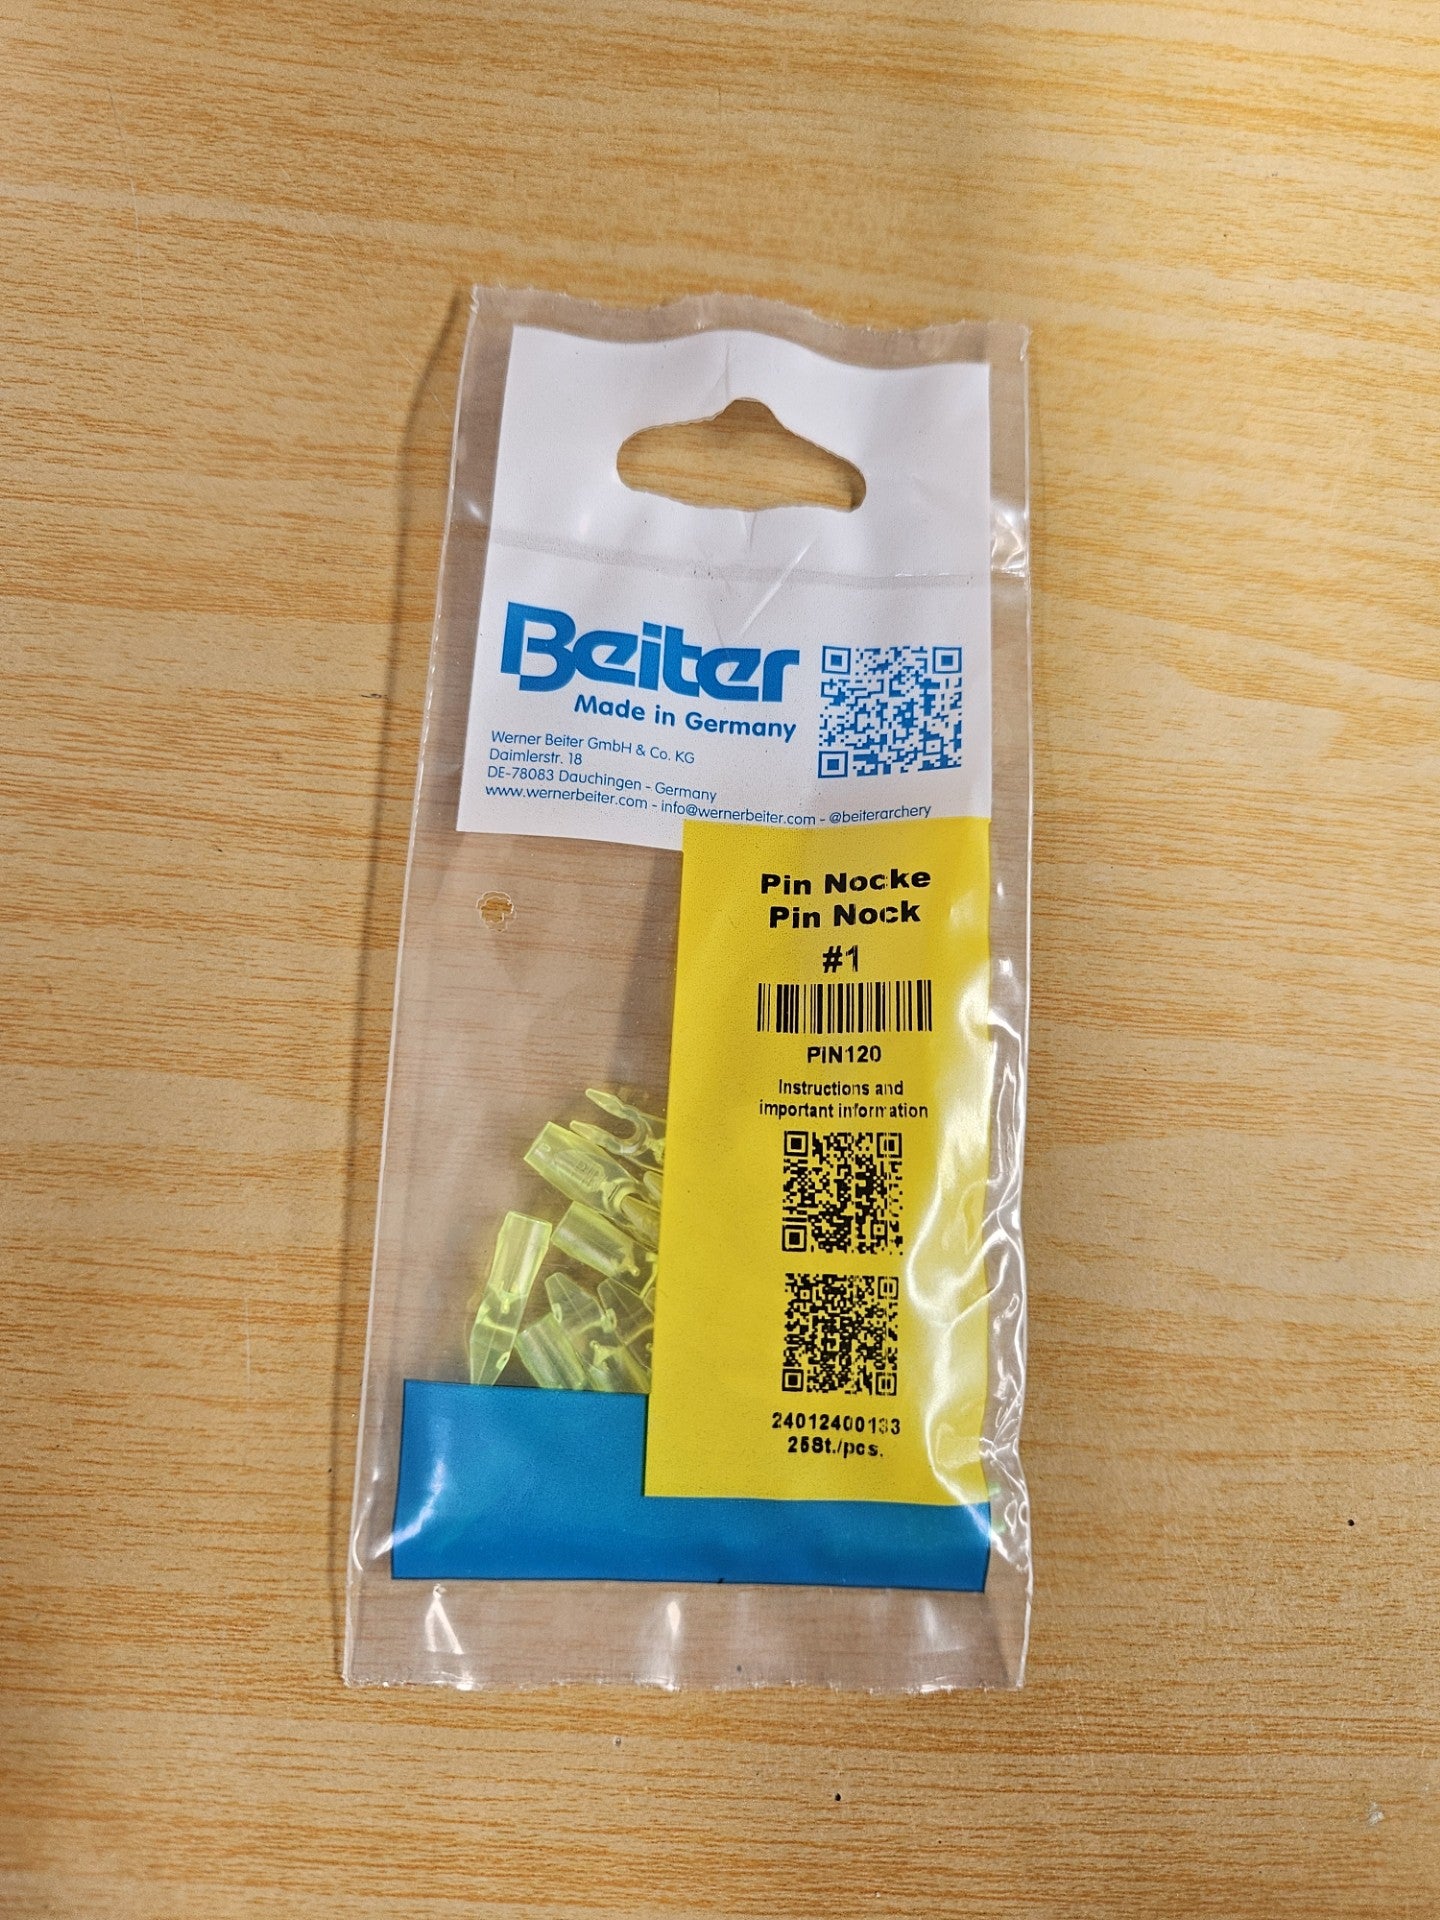 Beiter
Made in Germany
Werner Beiter GmbH & Co. KG
Daimlerstr. 18
DE-78083 Dauchingen - Germany
www.wernerbeiter.com - info@wernerbeiter.com - @beiterarchery
Pin Nocke
Pin Nock
#1
PIN120
Instructions and
important information
24012400133
25St./pcs.